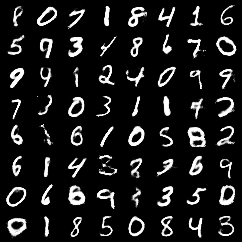 8 0 7 1 8 4 1 6
5 9 3 8 6 7 0
9 4 1 2 4 0 9 9
7 3 0 3 1 1 7 2
6 6 1 0 5 8 2
6 1 4 3 2 3 6 9
0 6 8 9 3 5 0
0 1 8 5 0 8 4 3